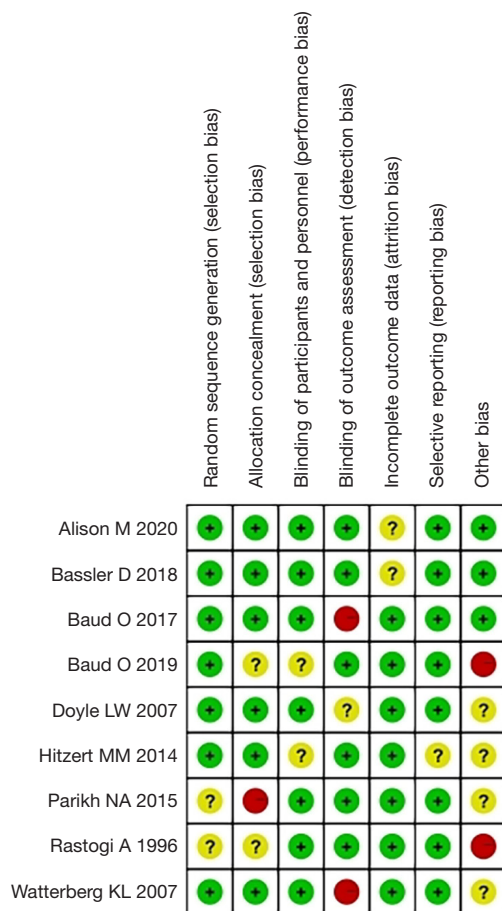 Random sequence generation (selection bias)
Allocation concealment (selection bias)
Blinding of participants and personnel (performance bias)
Blinding of outcome assessment (detection bias)
Incomplete outcome data (attrition bias)
Selective reporting (reporting bias)
Other bias
Alison M 2020 + + + + ? + +
Bassler D 2018 + + + + ? + +
Baud O 2017 + + + - + + +
Baud O 2019 + ? ? + + + -
Doyle LW 2007 + + + ? + + ?
Hitzert MM 2014 + + ? + + ? ?
Parikh NA 2015 ? - + + + + ?
Rastogi A 1996 ? ? + + + + -
Watterberg KL 2007 + + + - + + ?